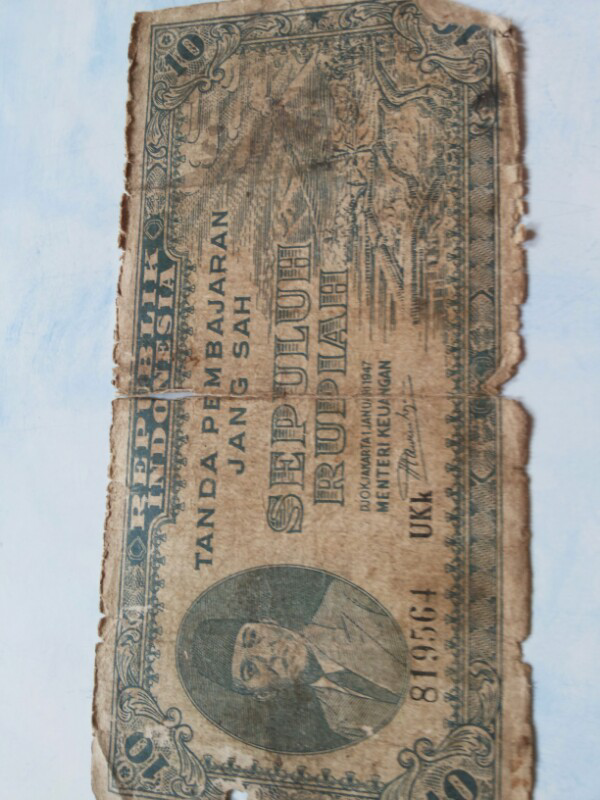 10
REPUBLIK
INDONESIA
TANDA PEMBAJARAN
JANG SAH
SEPULUH
RUPIAH
DJOKJAKARTA 1 JANUARI 1947
MENTERI KEUANGAN
819564 UKk
10
10